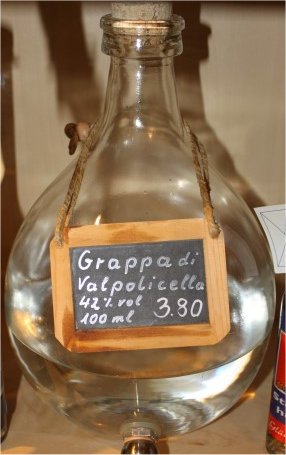 Grappa di
Valpolicella
42% vol
100 ml 3.80